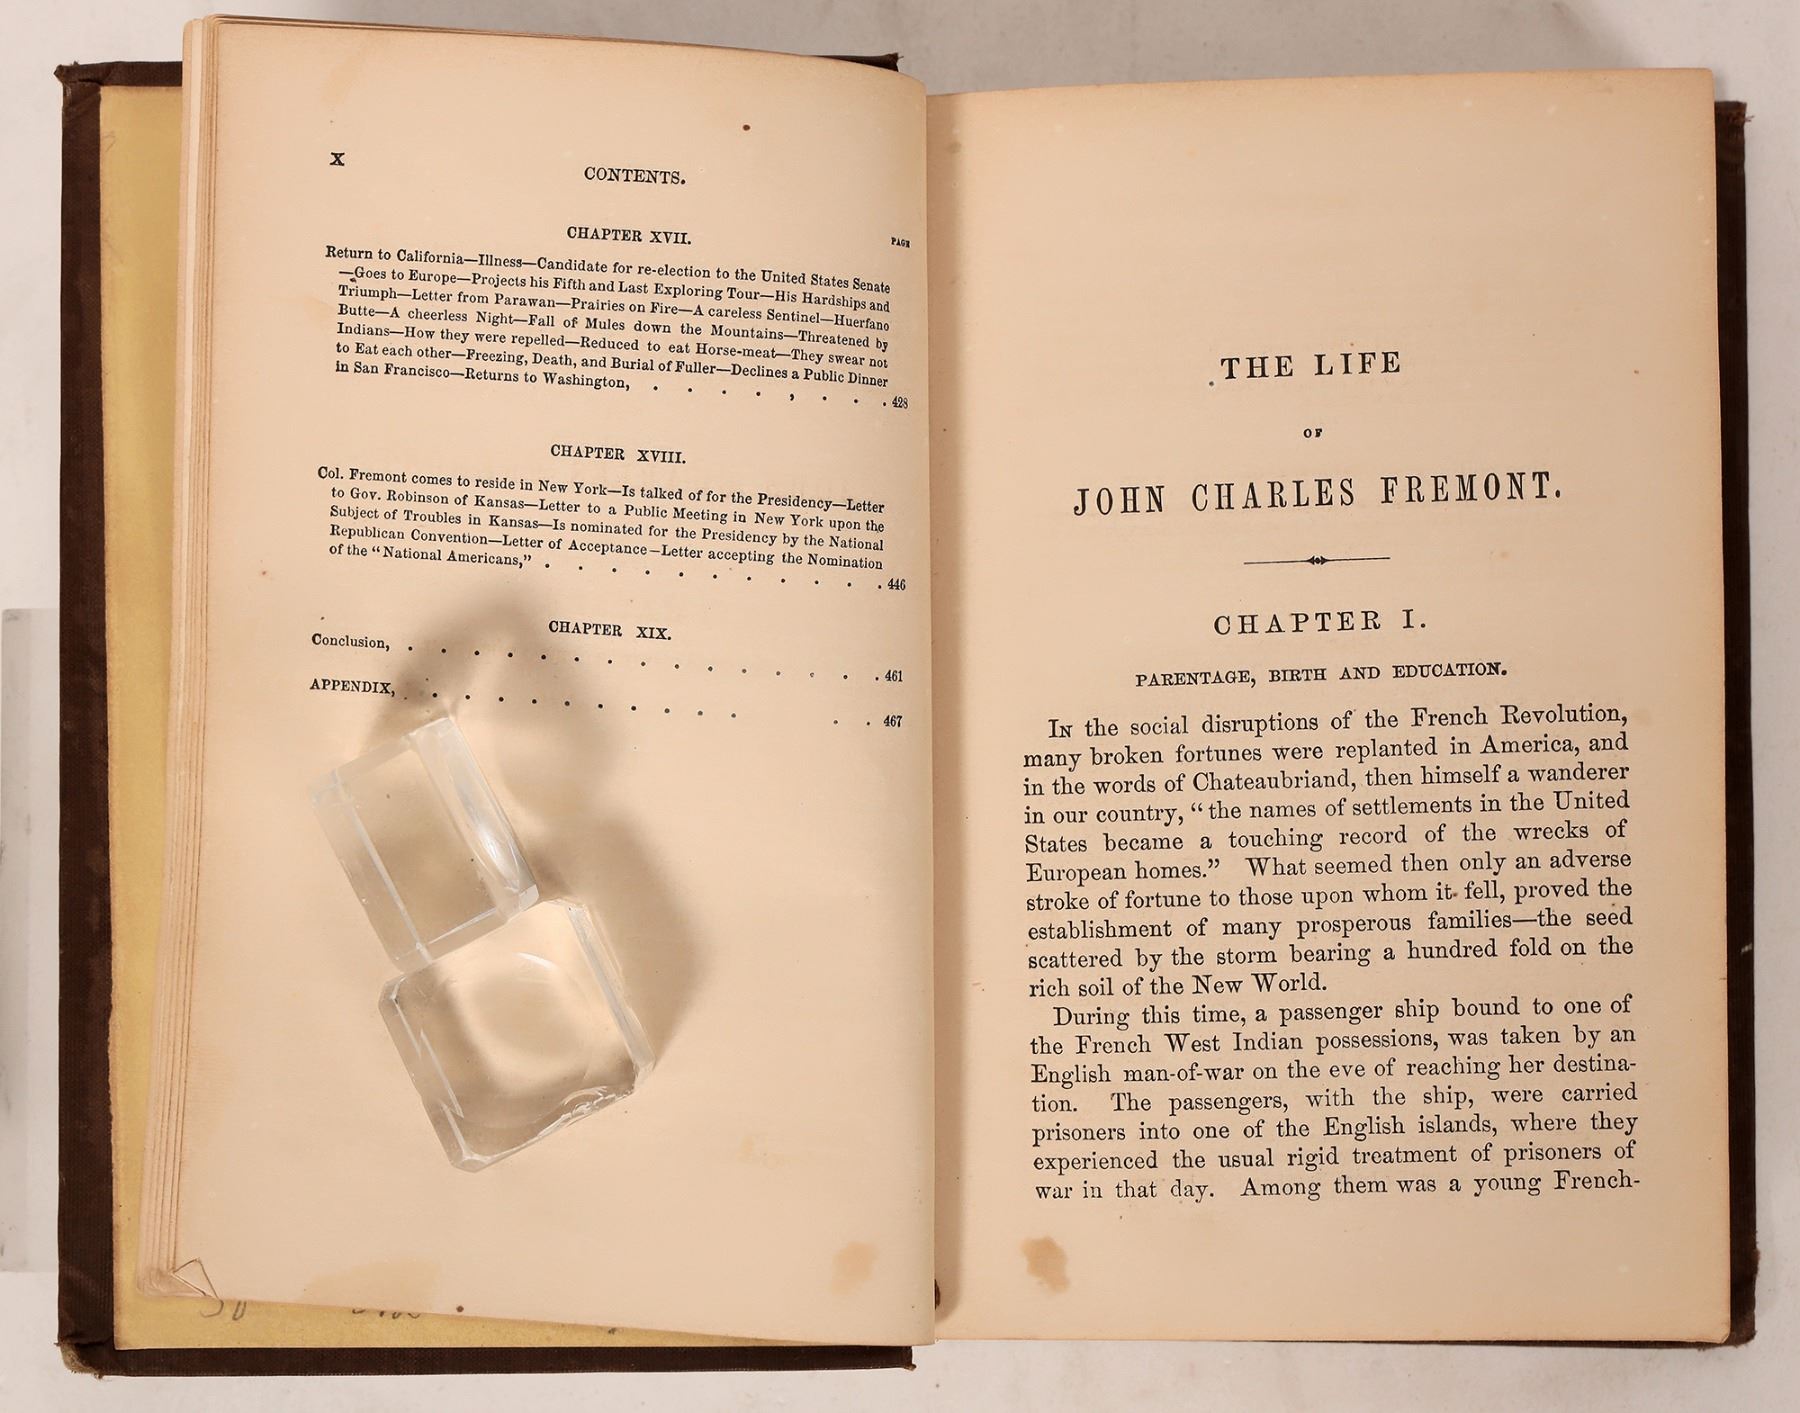 X
CONTENTS.
CHAPTER XVII.
PAGE
Return to California—Illness—Candidate for re-election to the United States Senate
—Goes to Europe—Projects his Fifth and Last Exploring Tour—His Hardships and
Triumph—Letter from Parawan—Prairies on Fire—A careless Sentinel—Huerfano
Butte—A cheerless Night—Fall of Mules down the Mountains—Threatened by
Indians—How they were repelled—Reduced to eat Horse-meat—They swear not
to Eat each other—Freezing, Death, and Burial of Fuller—Declines a Public Dinner
in San Francisco—Returns to Washington, . . . . , . . . 428
CHAPTER XVIII.
Col. Fremont comes to reside in New York—Is talked of for the Presidency—Letter
to Gov. Robinson of Kansas—Letter to a Public Meeting in New York upon the
Subject of Troubles in Kansas—Is nominated for the Presidency by the National
Republican Convention—Letter of Acceptance—Letter accepting the Nomination
of the “National Americans,” . . . . . . . . . . . 446
CHAPTER XIX.
Conclusion, . . . . . . . . . . . . . . . 461
APPENDIX, . . . . . . . . . . . . . 467
THE LIFE
OF
JOHN CHARLES FREMONT.
CHAPTER I.
PARENTAGE, BIRTH AND EDUCATION.
In the social disruptions of the French Revolution,
many broken fortunes were replanted in America, and
in the words of Chateaubriand, then himself a wanderer
in our country, “the names of settlements in the United
States became a touching record of the wrecks of
European homes.” What seemed then only an adverse
stroke of fortune to those upon whom it fell, proved the
establishment of many prosperous families—the seed
scattered by the storm bearing a hundred fold on the
rich soil of the New World.
During this time, a passenger ship bound to one of
the French West Indian possessions, was taken by an
English man-of-war on the eve of reaching her destina-
tion. The passengers, with the ship, were carried
prisoners into one of the English islands, where they
experienced the usual rigid treatment of prisoners of
war in that day. Among them was a young French-